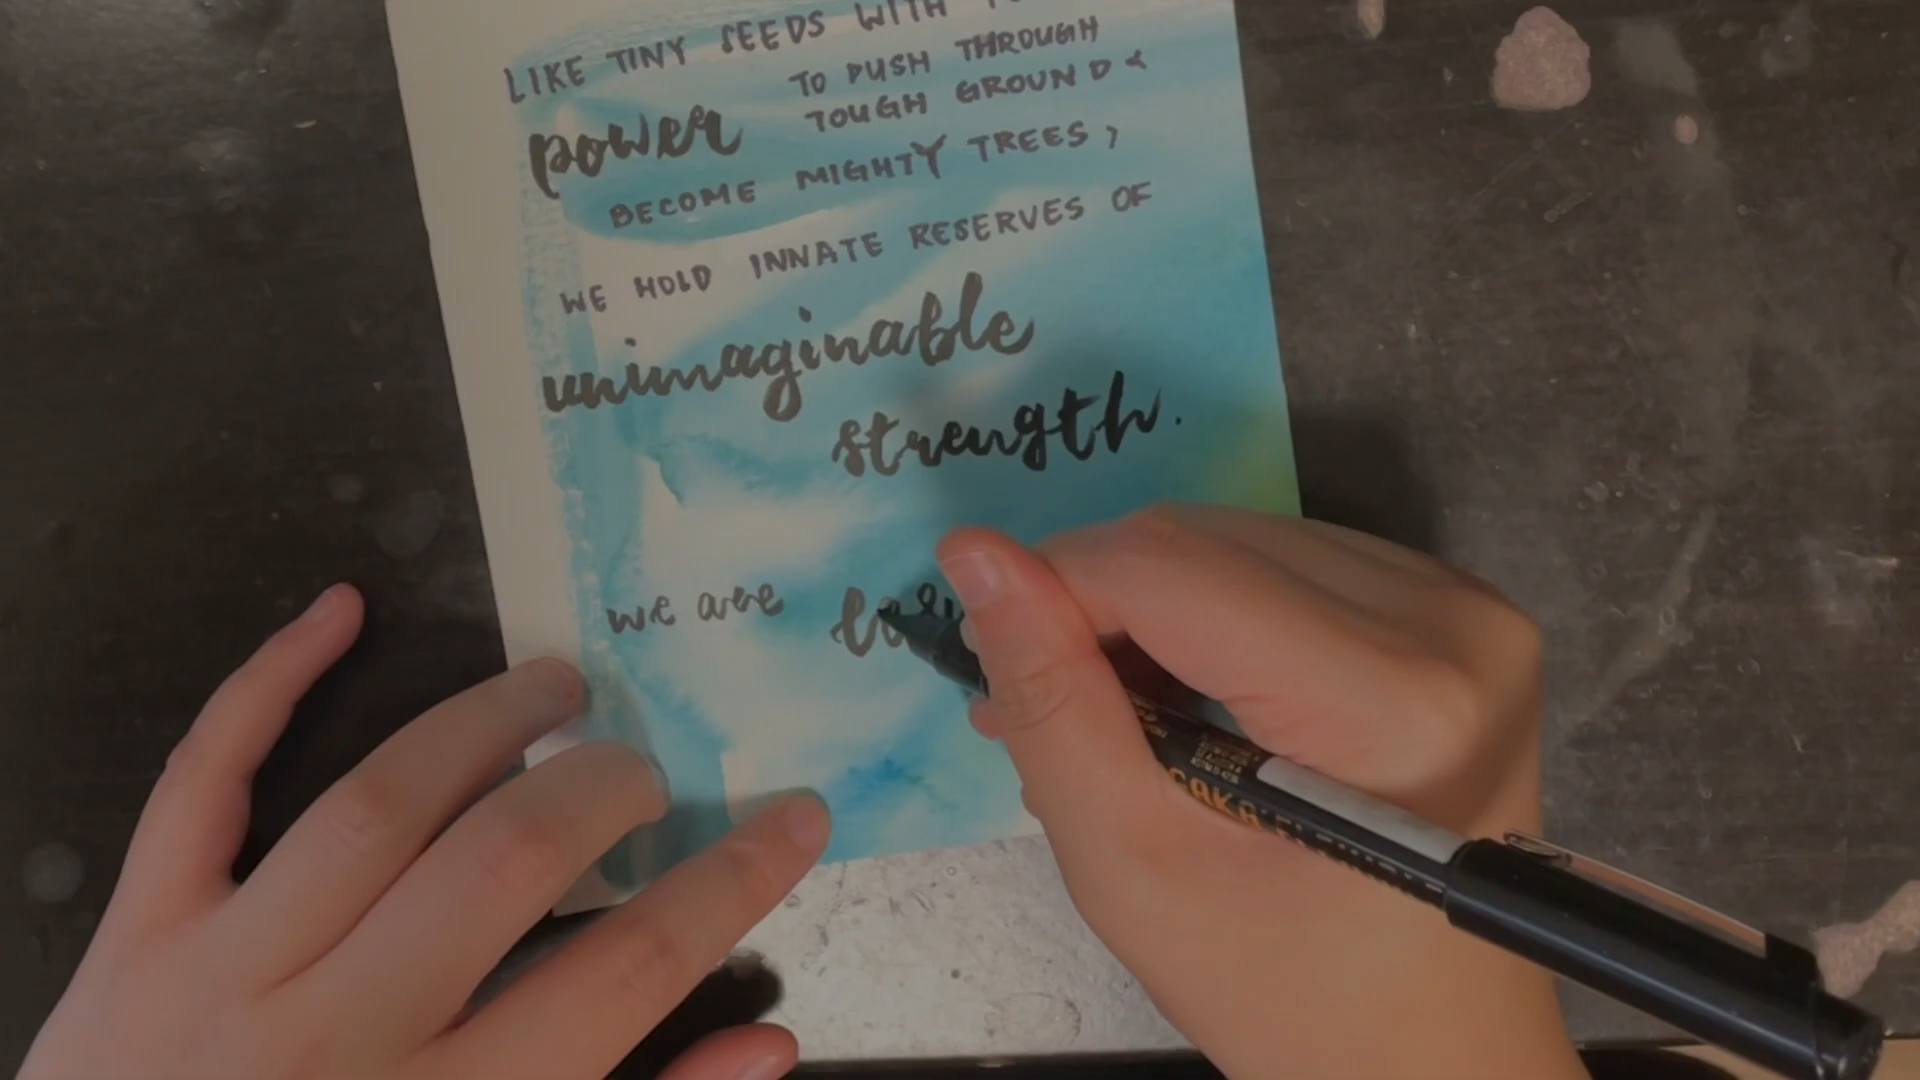 LIKE TINY SEEDS WITH
power TO PUSH THROUGH
TOUGH GROUND &
BECOME MIGHTY TREES,
WE HOLD INNATE RESERVES OF
unimaginable
strength.
we are